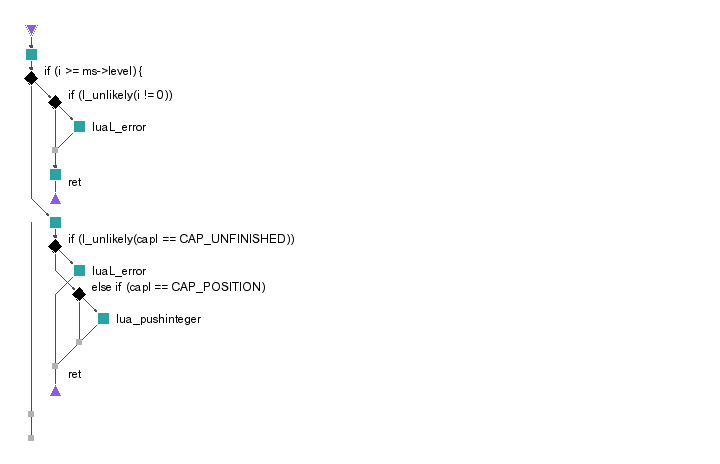 if (i >= ms->level) {
if (l_unlikely(i != 0))
luaL_error
ret
if (l_unlikely(capl == CAP_UNFINISHED))
luaL_error
else if (capl == CAP_POSITION)
lua_pushinteger
ret